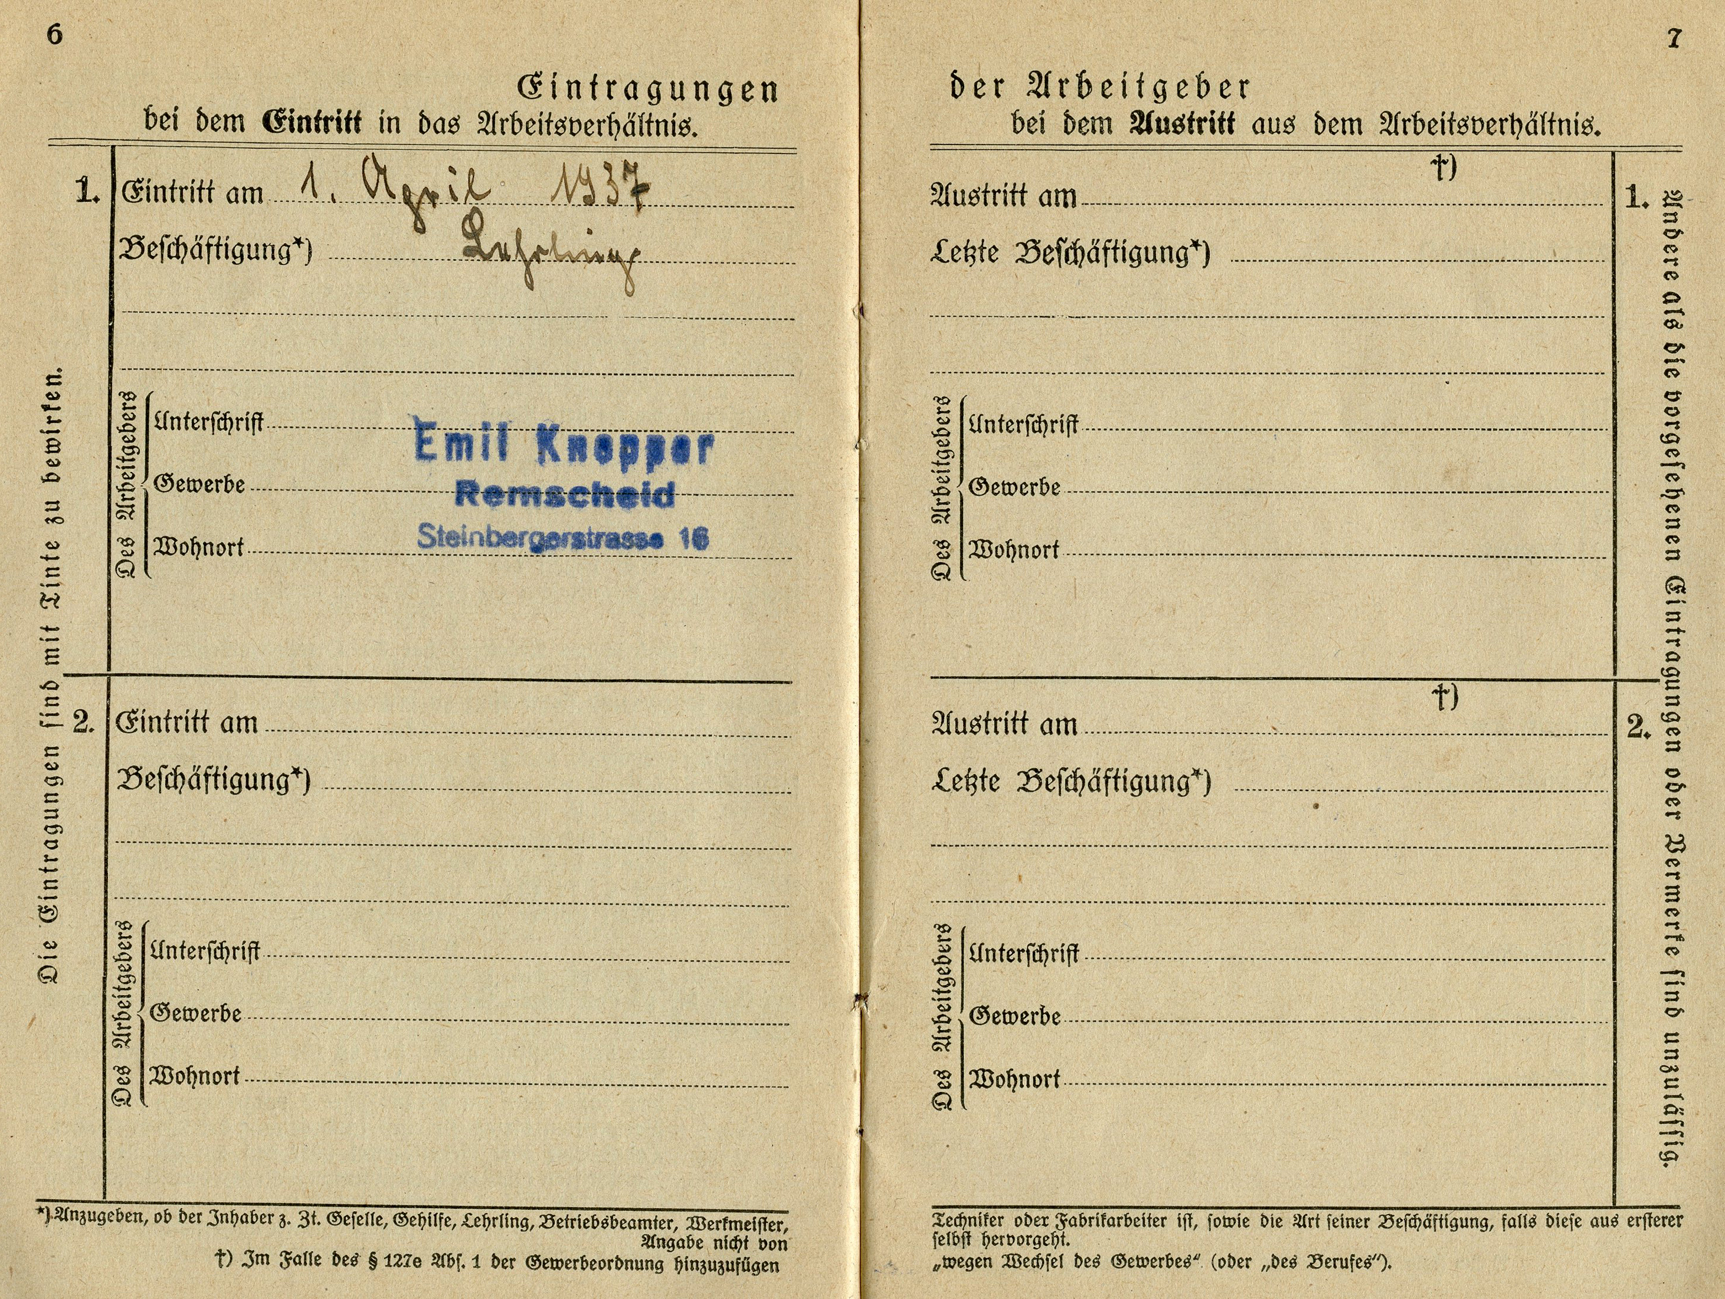 6
Eintragungen
bei dem Eintritt in das Arbeitsverhältnis.
1.
Eintritt am 1. April 1937
Beschäftigung*) Lehrling
Des Arbeitgebers
Unterschrift
Gewerbe
Wohnort
Emil Knepper
Remscheid
Steinbergerstrasse 16
2.
Eintritt am
Beschäftigung*)
Des Arbeitgebers
Unterschrift
Gewerbe
Wohnort
Die Eintragungen sind mit Tinte zu bewirken.
*) Anzugeben, ob der Inhaber z. Zt. Geselle, Gehilfe, Lehrling, Betriebsbeamter, Werkmeister,
Angabe nicht von
†) Im Falle des § 127e Abs. 1 der Gewerbeordnung hinzuzufügen
7
der Arbeitgeber
bei dem Austritt aus dem Arbeitsverhältnis.
†)
1.
Austritt am
Letzte Beschäftigung*)
Des Arbeitgebers
Unterschrift
Gewerbe
Wohnort
†)
2.
Austritt am
Letzte Beschäftigung*)
Des Arbeitgebers
Unterschrift
Gewerbe
Wohnort
Andere als die vorgesehenen Eintragungen oder Vermerke sind unzulässig.
Techniker oder Fabrikarbeiter ist, sowie die Art seiner Beschäftigung, falls diese aus ersterer
selbst hervorgeht.
„wegen Wechsel des Gewerbes“ (oder „des Berufes“).